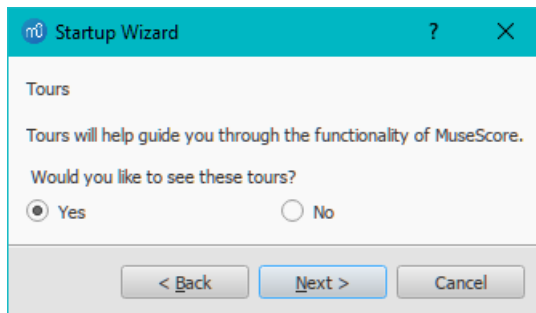 Startup Wizard ? X
Tours
Tours will help guide you through the functionality of MuseScore.
Would you like to see these tours?
Yes No
< Back Next > Cancel